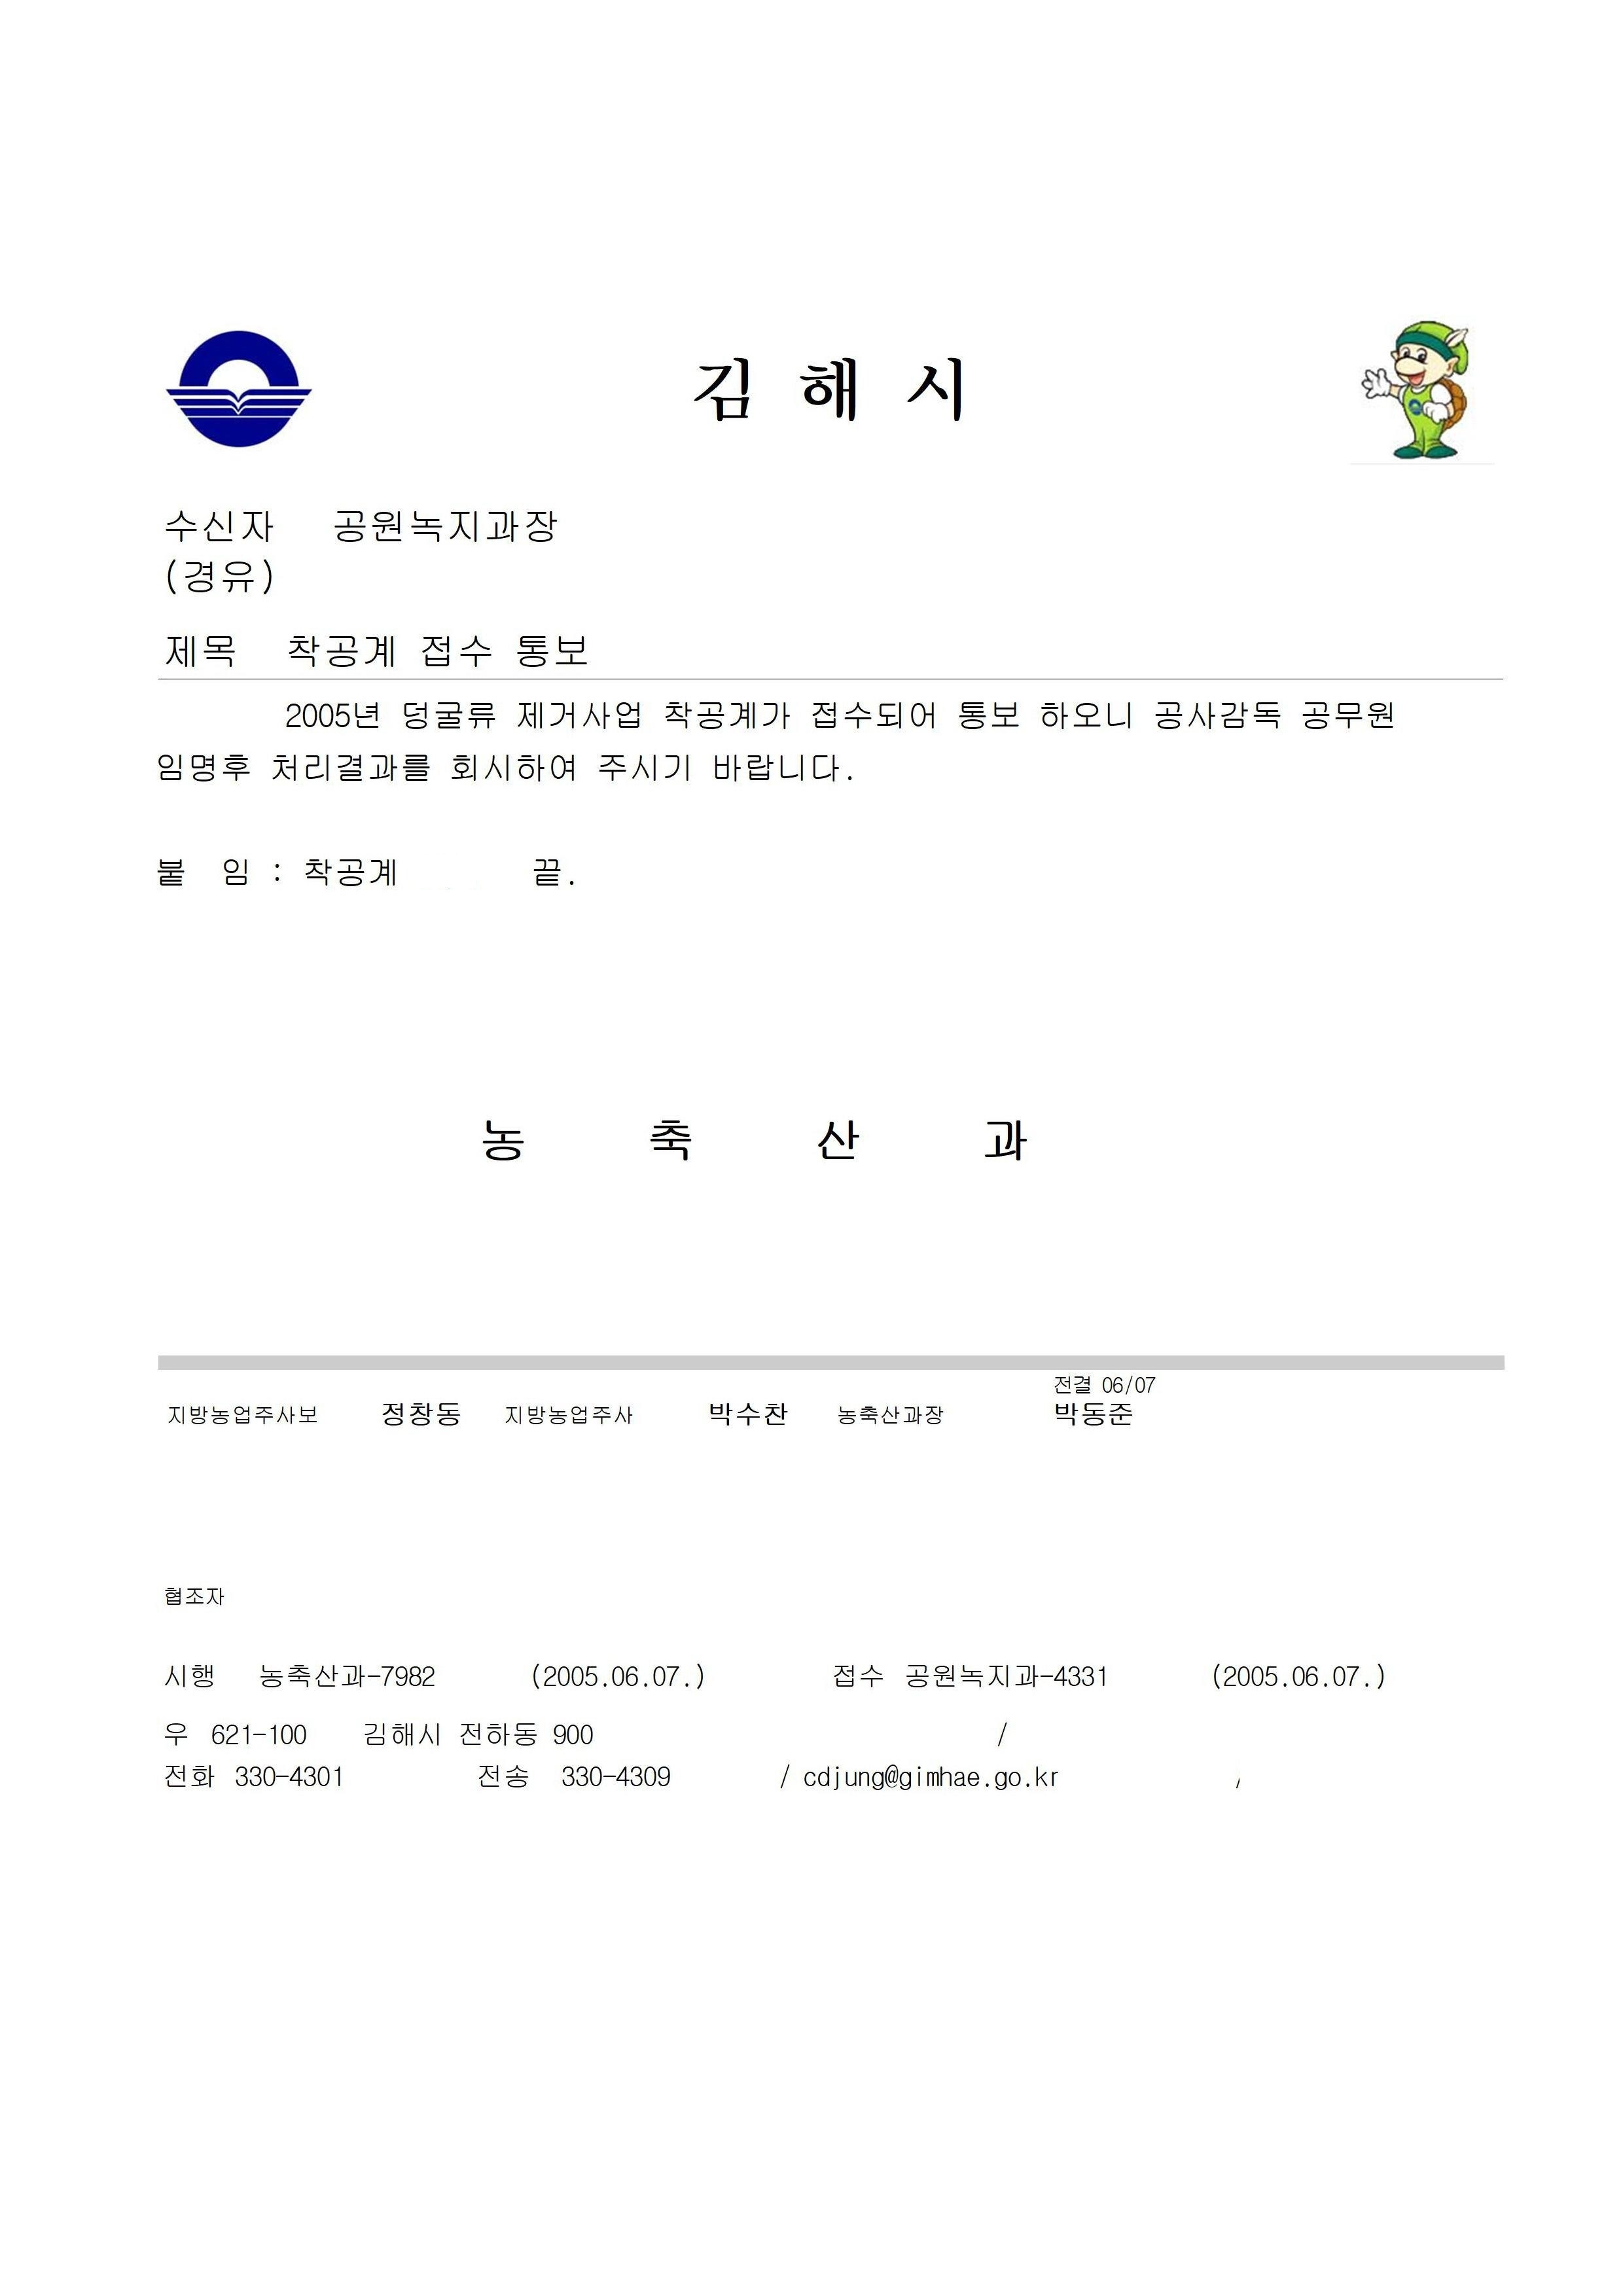 김 해 시
수신자 공원녹지과장
(경유)
제목 착공계 접수 통보
2005년 덩굴류 제거사업 착공계가 접수되어 통보 하오니 공사감독 공무원
임명후 처리결과를 회시하여 주시기 바랍니다.
붙 임 : 착공계 끝.
농 축 산 과
전결 06/07
지방농업주사보 정창동 지방농업주사 박수찬 농축산과장 박동준
협조자
시행 농축산과-7982 (2005.06.07.) 접수 공원녹지과-4331 (2005.06.07.)
우 621-100 김해시 전하동 900 /
전화 330-4301 전송 330-4309 / cdjung@gimhae.go.kr /